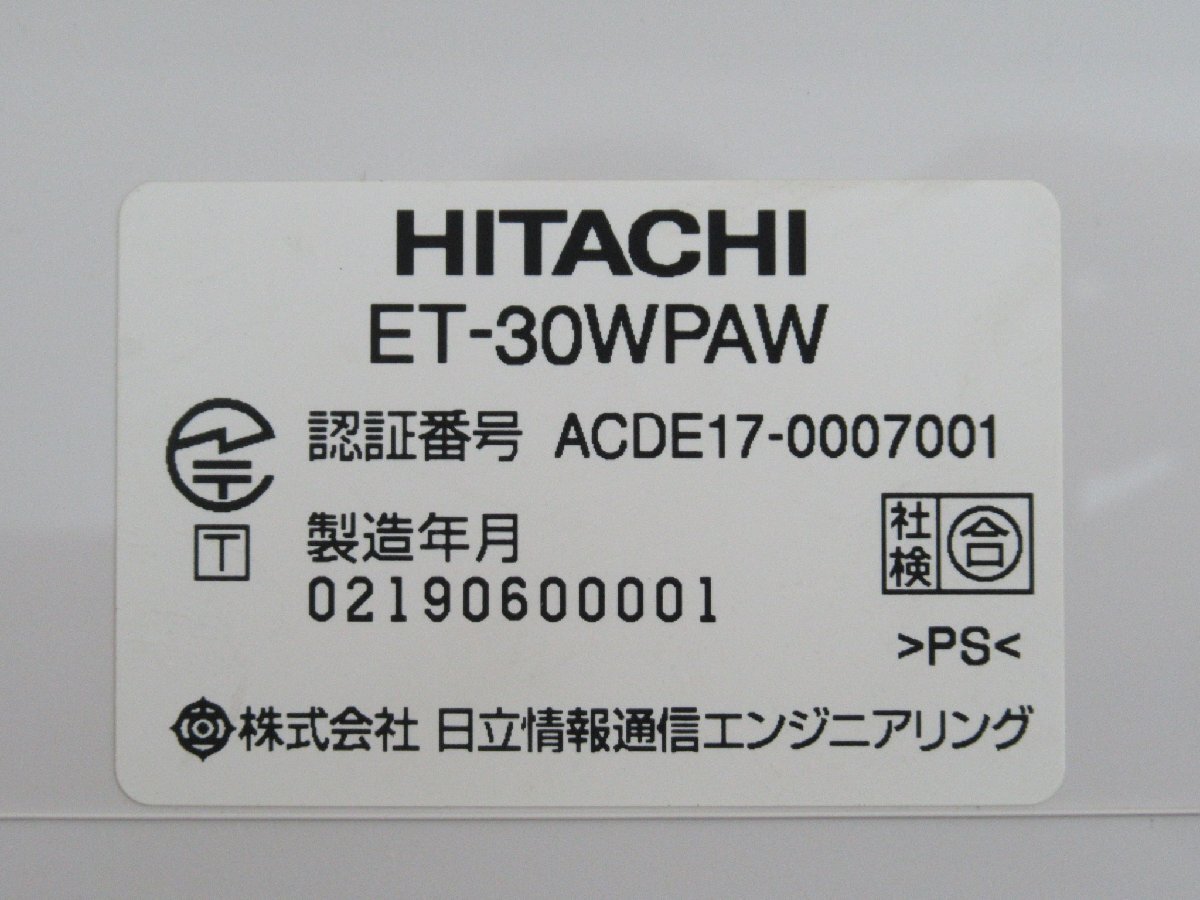 HITACHI
ET-30WPAW
認証番号 ACDE17-0007001
T
製造年月
02190600001
社検 合
>PS<
株式会社 日立情報通信エンジニアリング